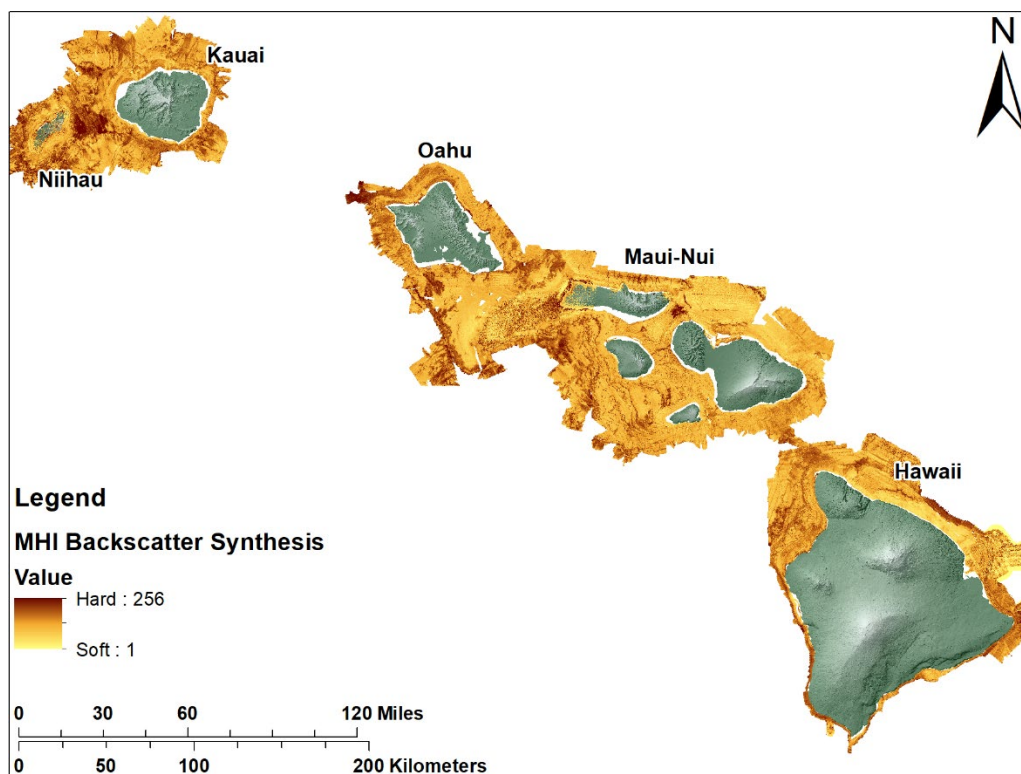 N
Kauai
Niihau
Oahu
Maui-Nui
Hawaii
Legend
MHI Backscatter Synthesis
Value
Hard : 256
Soft : 1
0 30 60 120 Miles
0 50 100 200 Kilometers